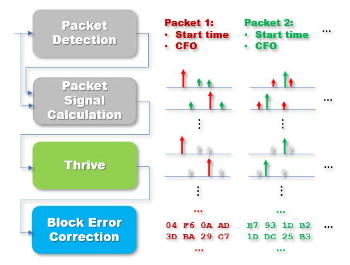 Packet
Detection
Packet 1:
• Start time
• CFO
Packet 2:
• Start time
• CFO
...
Packet
Signal
Calculation
...
Thrive
...
Block Error
Correction
...
04 F6 0A AD
3D BA 29 C7
...
...
E7 93 1D B2
1D DC 25 B3
...
...